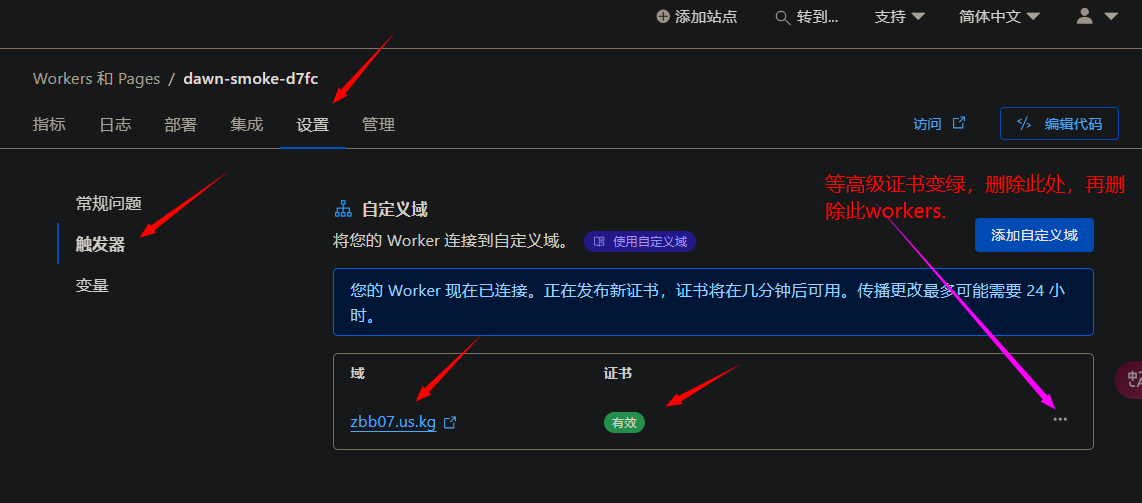 添加站点 转到... 支持 简体中文
Workers 和 Pages / dawn-smoke-d7fc
指标 日志 部署 集成 设置 管理 访问 </> 编辑代码
等高级证书变绿，删除此处，再删
除此workers.
常规问题
触发器
变量
自定义域
将您的 Worker 连接到自定义域。 使用自定义域
添加自定义域
您的 Worker 现在已连接。正在发布新证书，证书将在几分钟后可用。传播更改最多可能需要 24 小
时。
域 证书
zbb07.us.kg 有效 ...